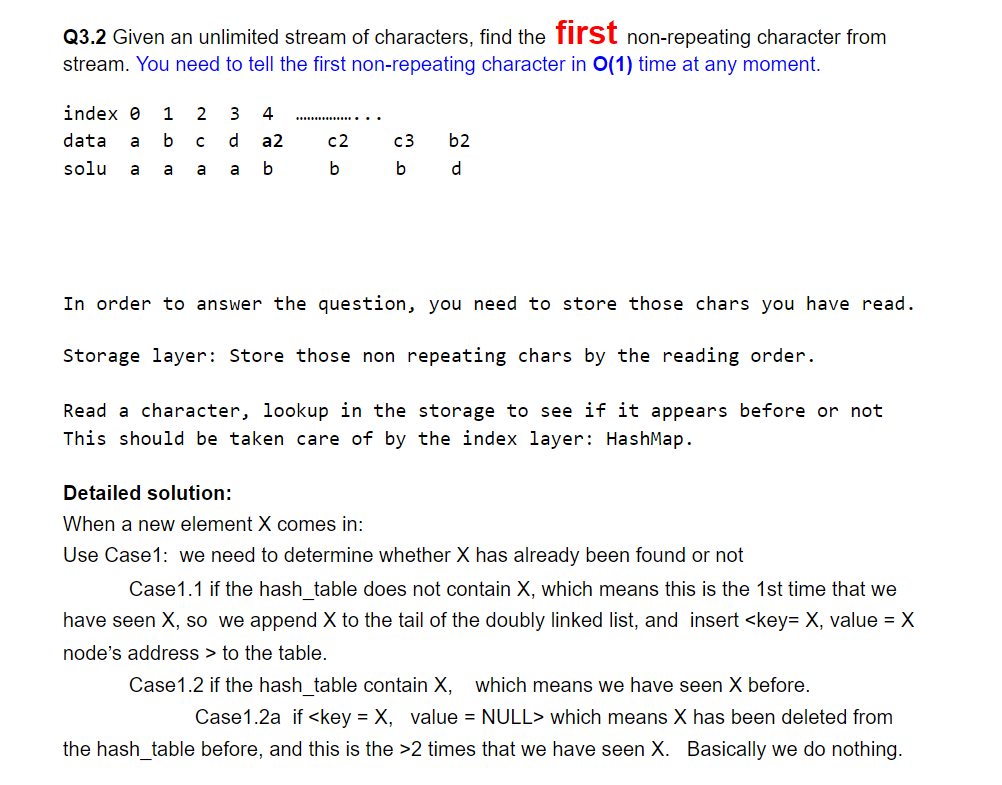 Q3.2 Given an unlimited stream of characters, find the first non-repeating character from
stream. You need to tell the first non-repeating character in O(1) time at any moment.
index 0 1 2 3 4 ..................
data a b c d a2 c2 c3 b2
solu a a a a b b b d
In order to answer the question, you need to store those chars you have read.
Storage layer: Store those non repeating chars by the reading order.
Read a character, lookup in the storage to see if it appears before or not
This should be taken care of by the index layer: HashMap.
Detailed solution:
When a new element X comes in:
Use Case1: we need to determine whether X has already been found or not
Case1.1 if the hash_table does not contain X, which means this is the 1st time that we
have seen X, so we append X to the tail of the doubly linked list, and insert <key= X, value = X
node's address > to the table.
Case1.2 if the hash_table contain X, which means we have seen X before.
Case1.2a if <key = X, value = NULL> which means X has been deleted from
the hash_table before, and this is the >2 times that we have seen X. Basically we do nothing.